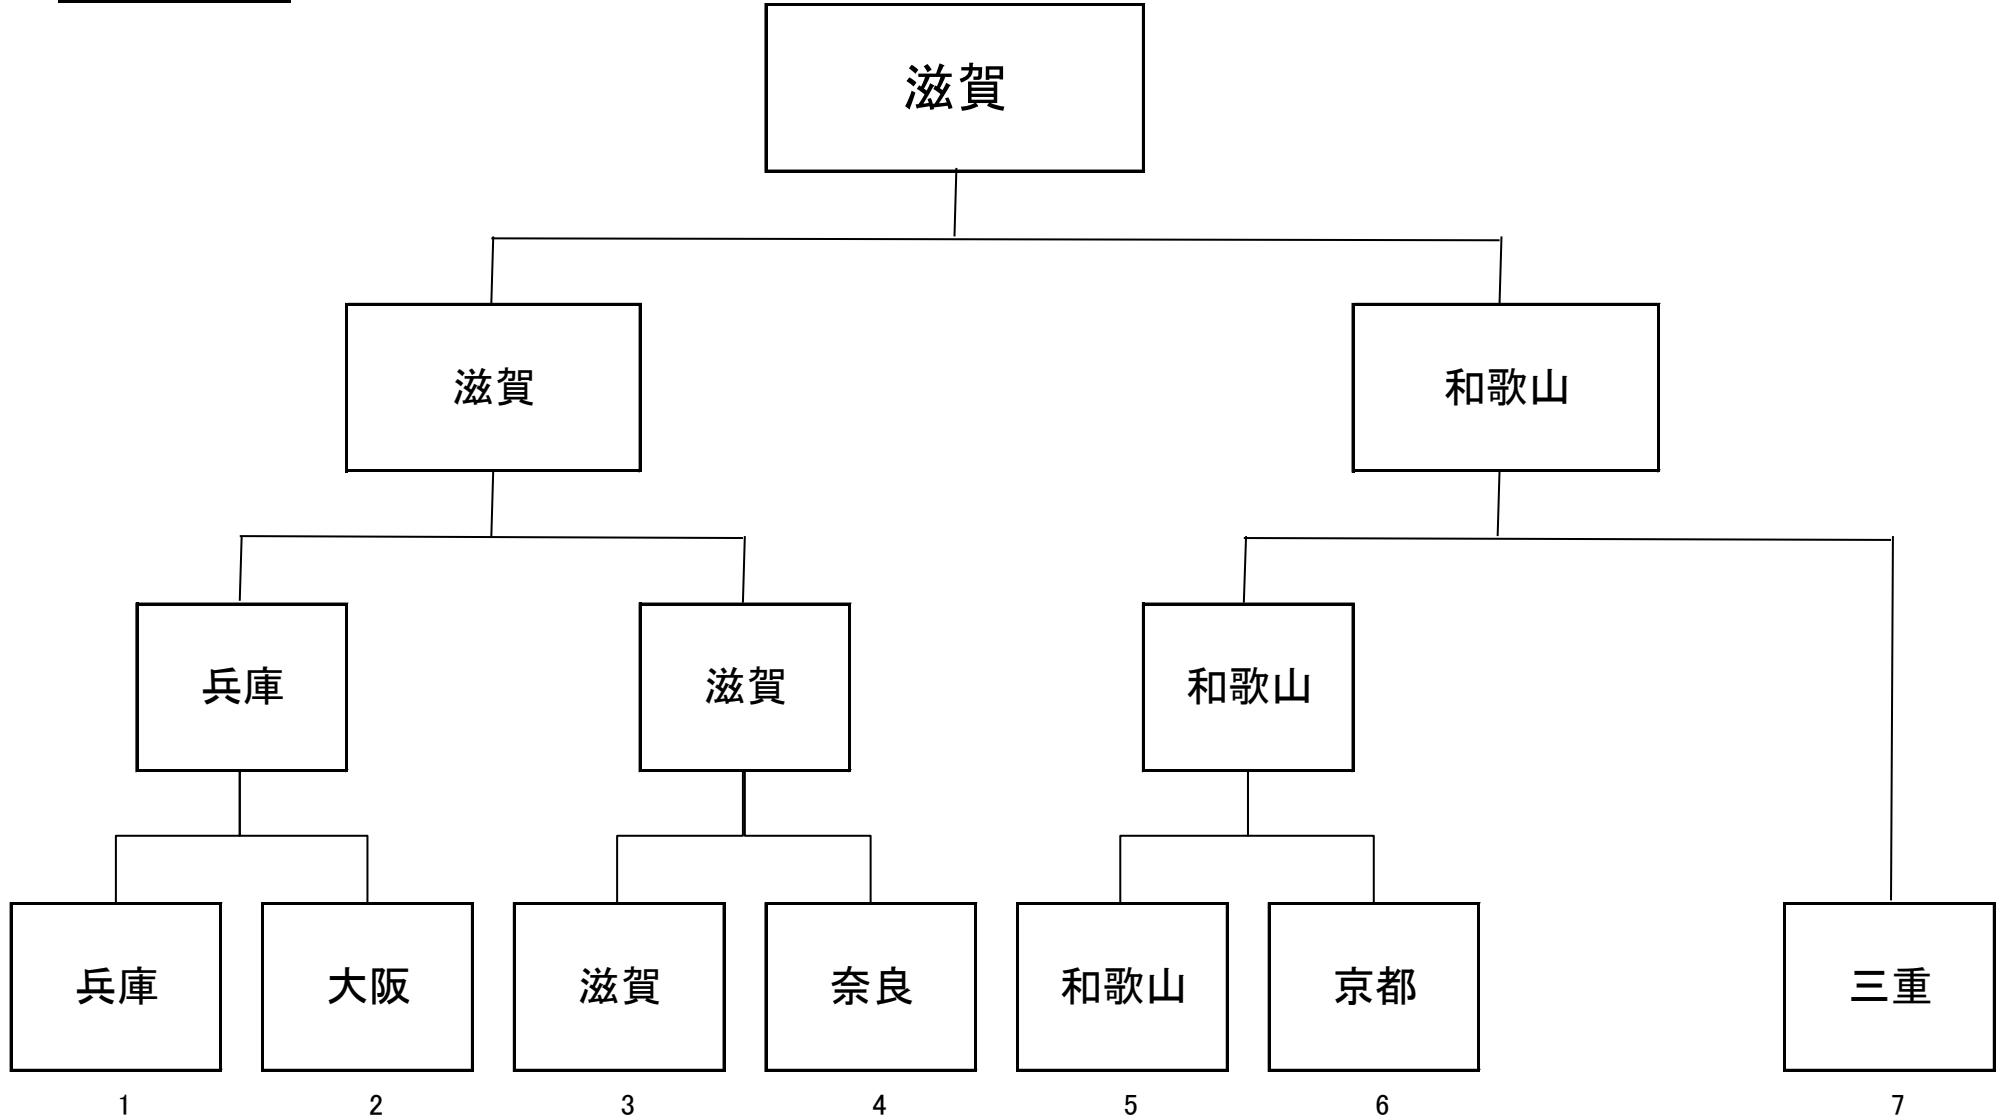 滋賀
滋賀 和歌山
兵庫 滋賀 和歌山
兵庫 大阪 滋賀 奈良 和歌山 京都 三重
1 2 3 4 5 6 7